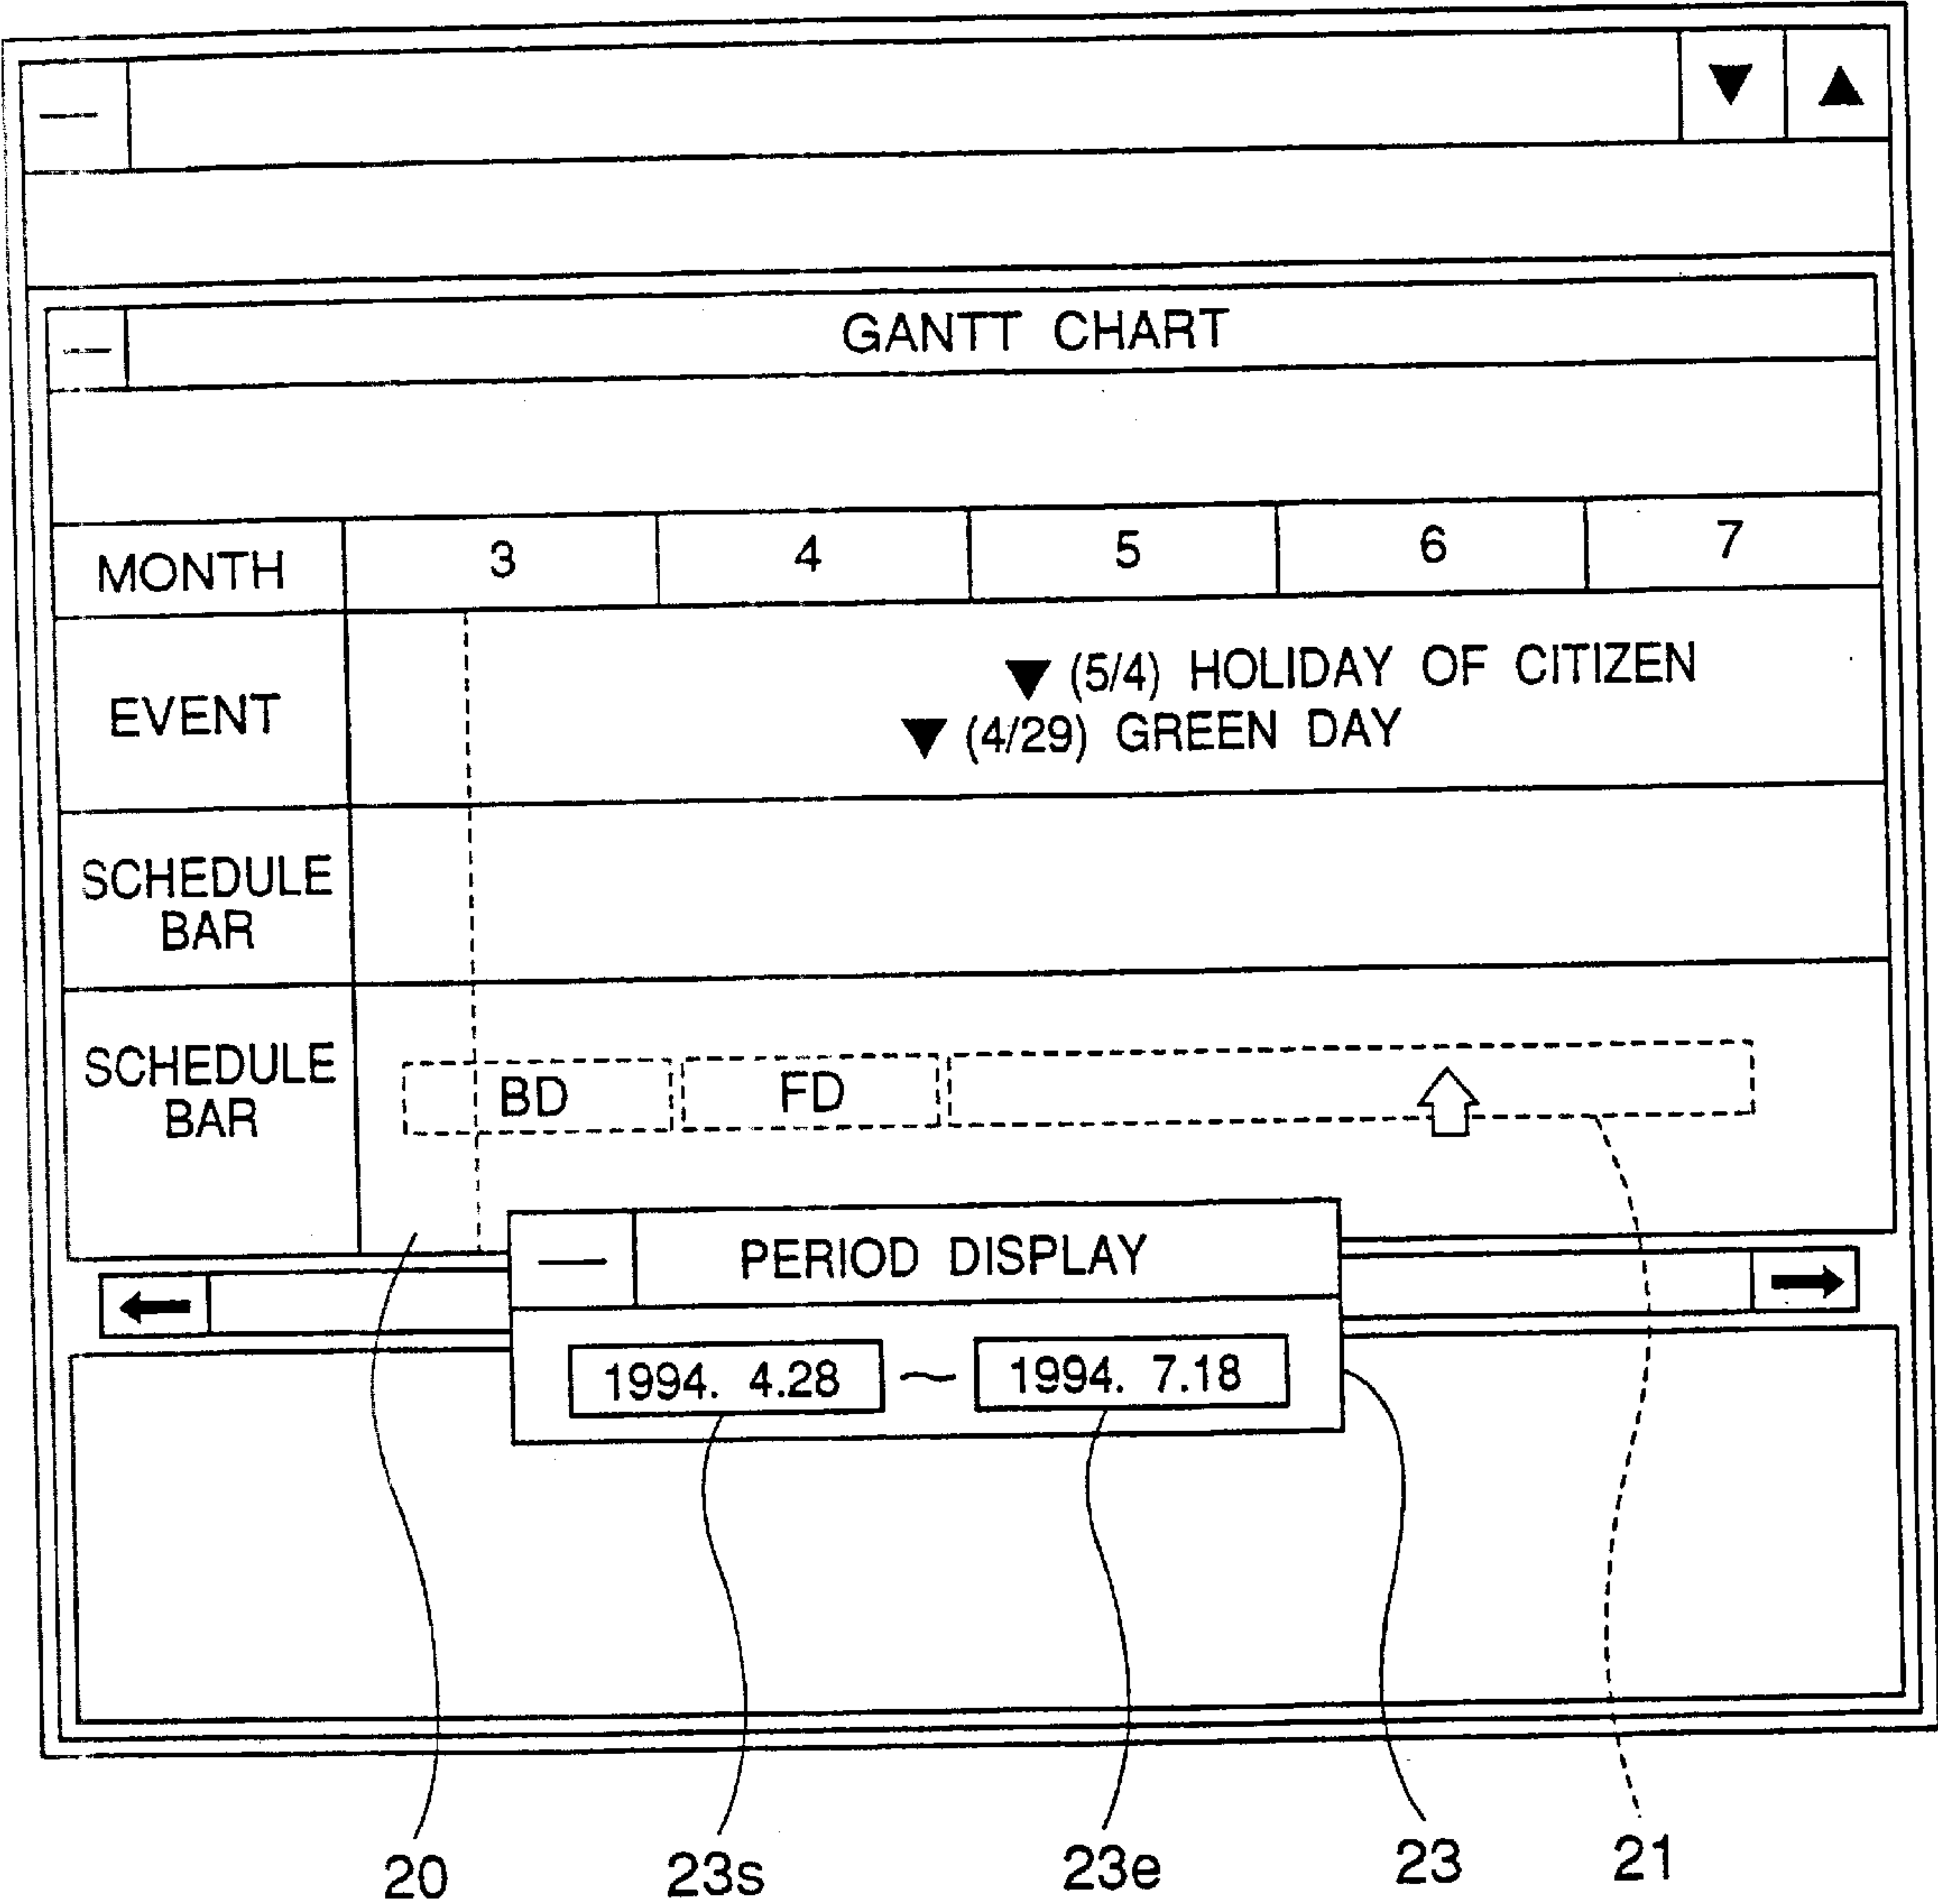 GANTT CHART
MONTH 3 4 5 6 7
EVENT
▼ (5/4) HOLIDAY OF CITIZEN
▼ (4/29) GREEN DAY
SCHEDULE
BAR
SCHEDULE
BAR
BD FD
PERIOD DISPLAY
1994. 4.28 ~ 1994. 7.18
20 23s 23e 23 21